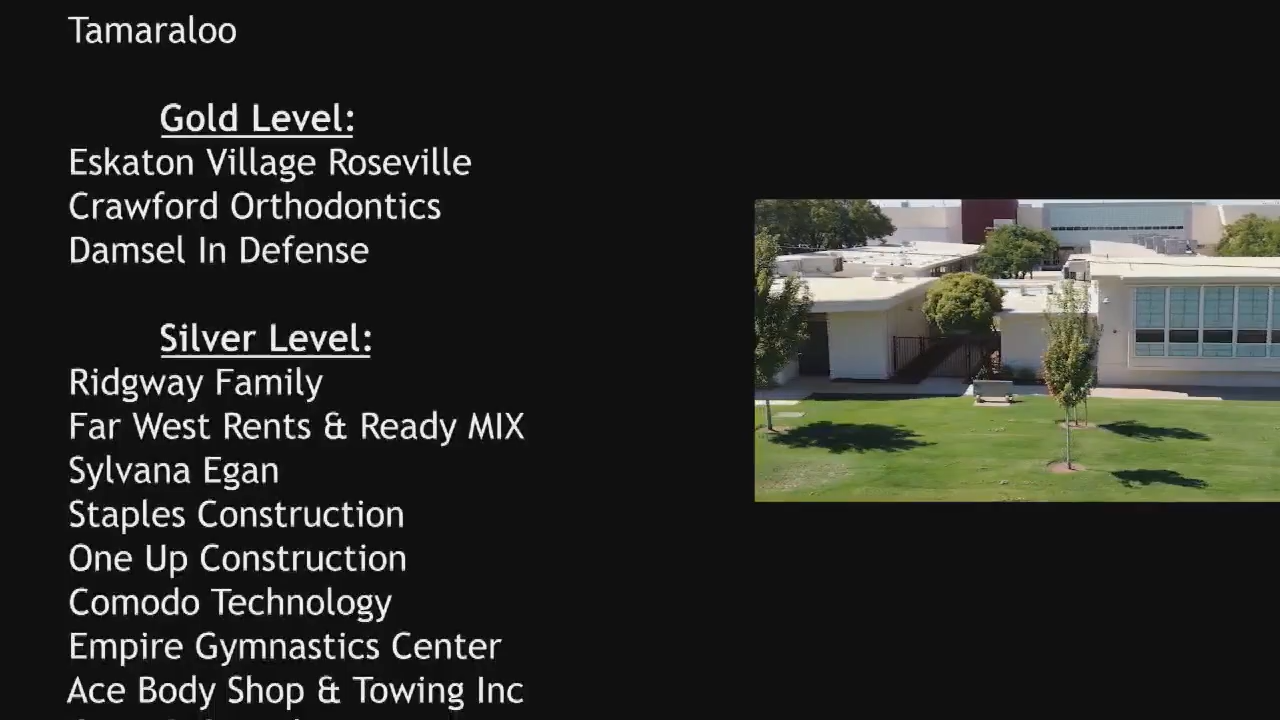 Tamaraloo
Gold Level:
Eskaton Village Roseville
Crawford Orthodontics
Damsel In Defense
Silver Level:
Ridgway Family
Far West Rents & Ready MIX
Sylvana Egan
Staples Construction
One Up Construction
Comodo Technology
Empire Gymnastics Center
Ace Body Shop & Towing Inc